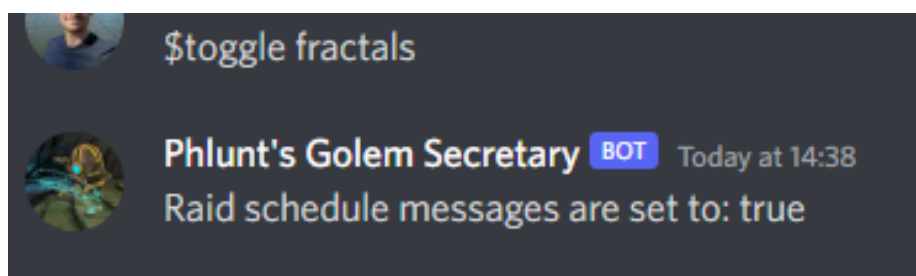 $toggle fractals
Phlunt's Golem Secretary BOT Today at 14:38
Raid schedule messages are set to: true